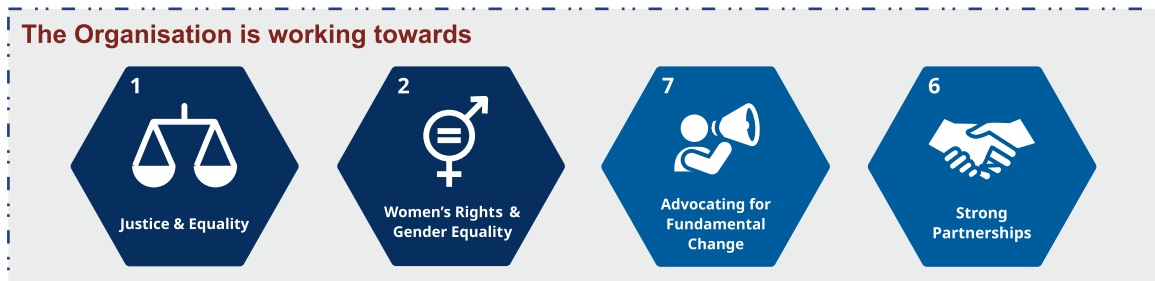 The Organisation is working towards
1
Justice & Equality
2
Women’s Rights &
Gender Equality
7
Advocating for
Fundamental
Change
6
Strong
Partnerships